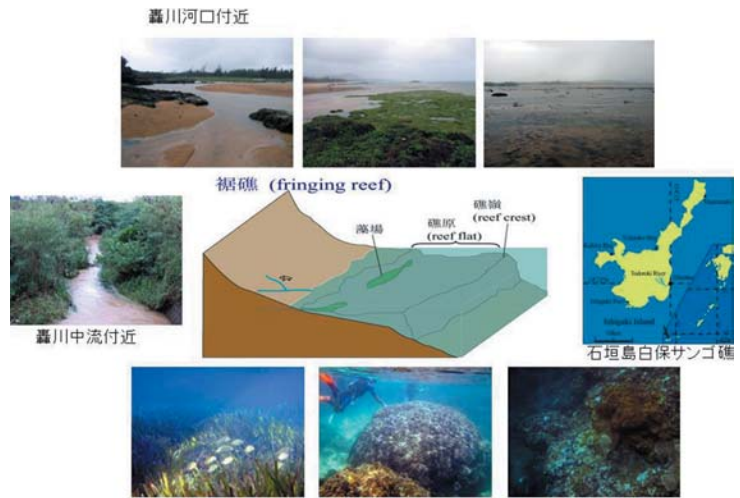 轟川河口付近
裾礁 (fringing reef)
藻場
礁原
(reef flat)
礁嶺
(reef crest)
Todoroki River
Ishigaki Island
轟川中流付近
石垣島白保サンゴ礁